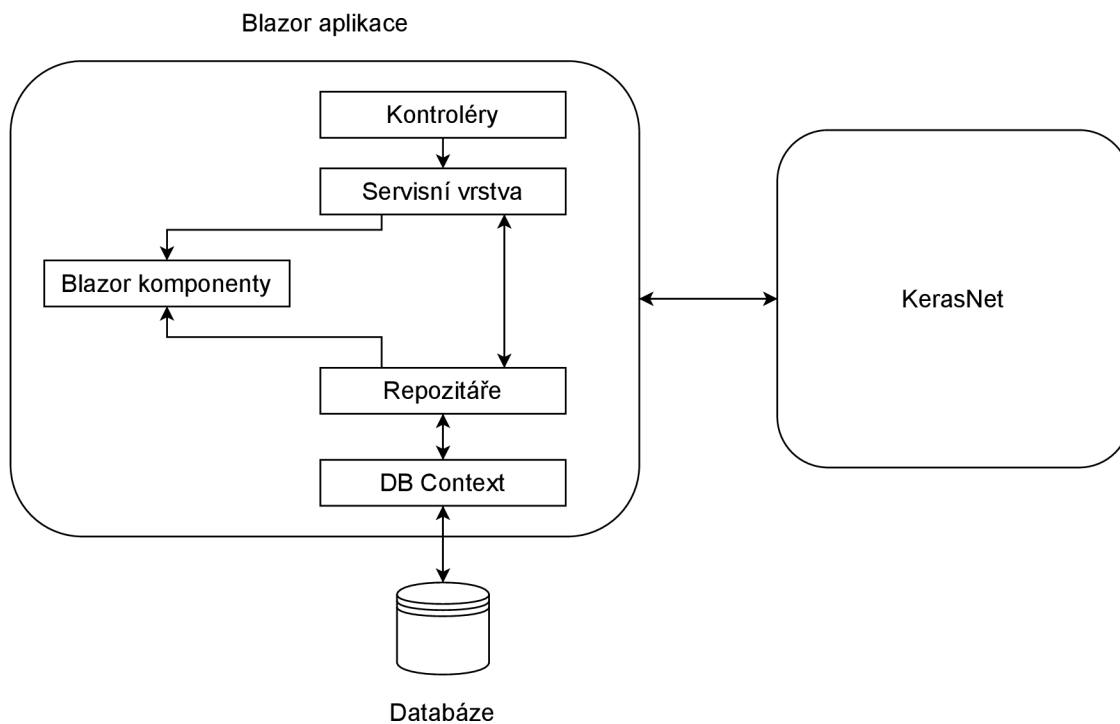 Blazor aplikace
Kontroléry
Servisní vrstva
Blazor komponenty
KerasNet
Repozitáře
DB Context
Databáze